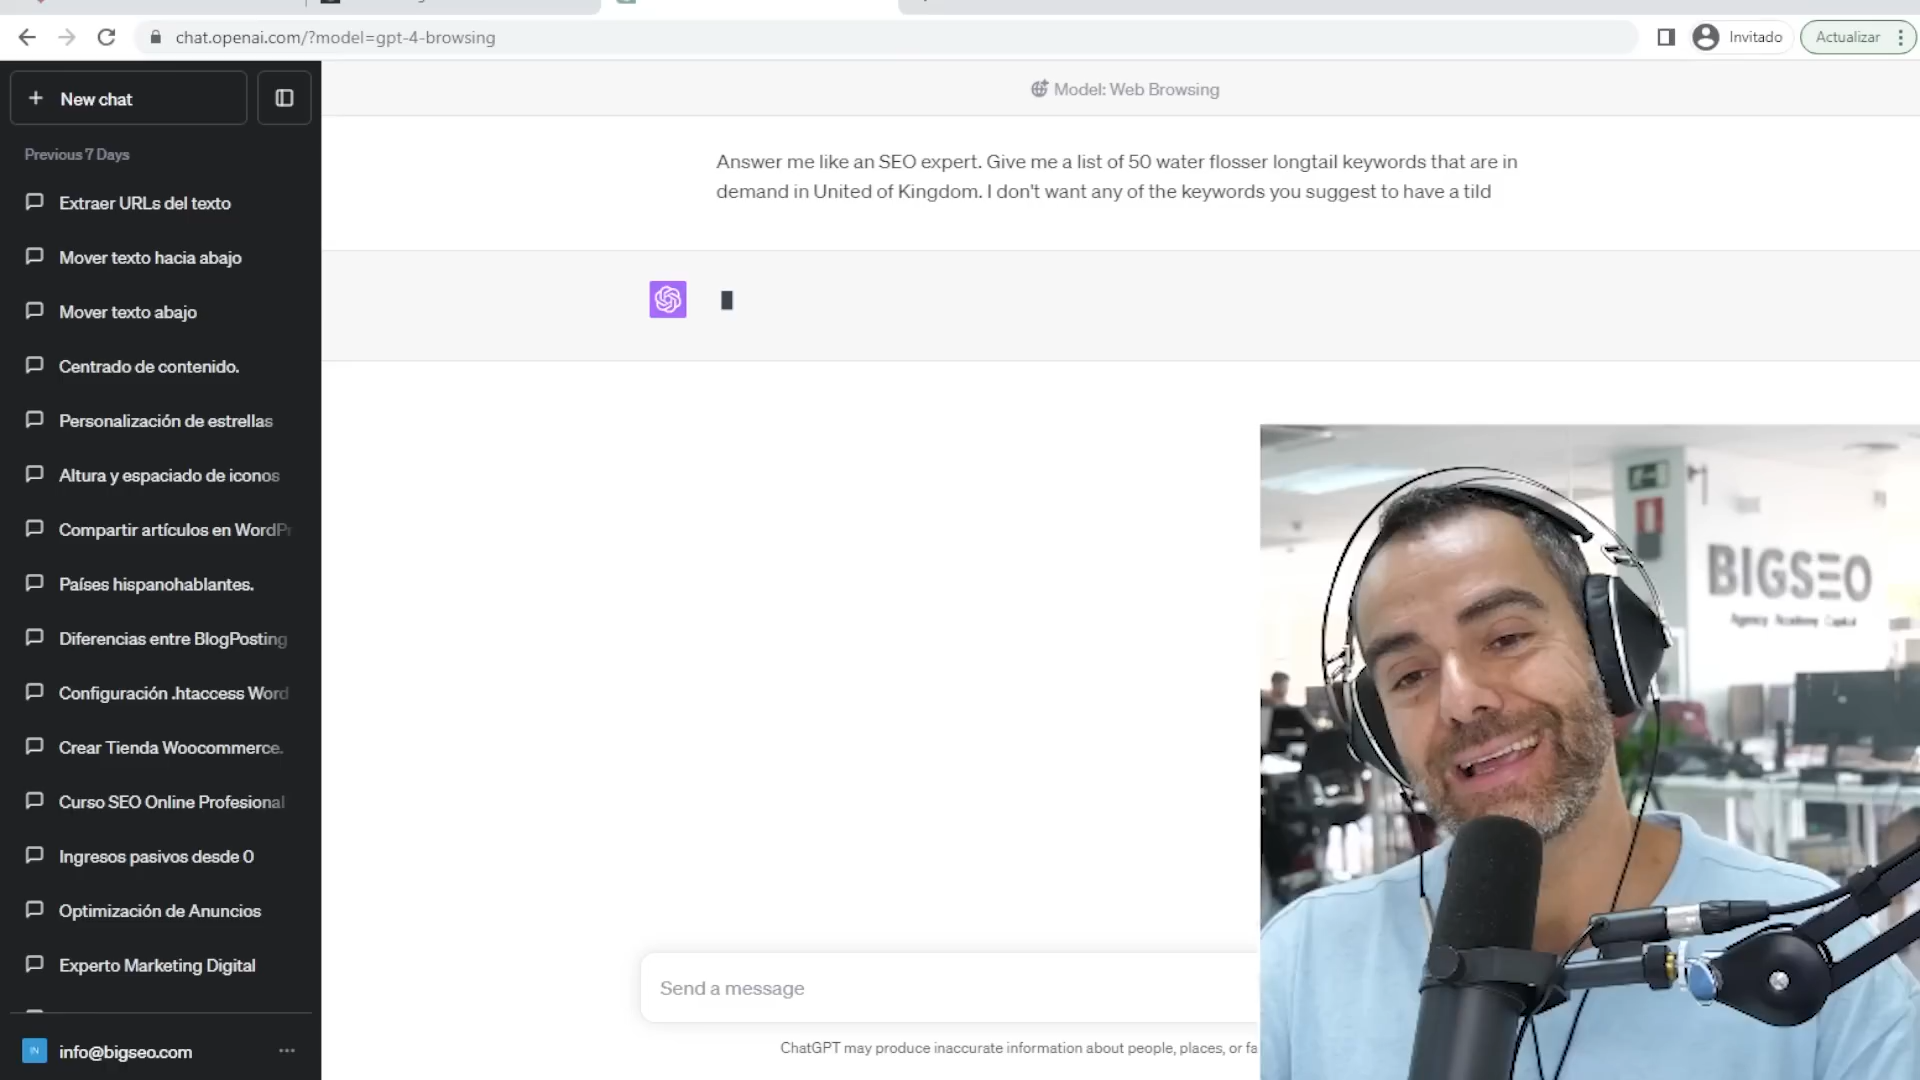 chat.openai.com/?model=gpt-4-browsing
Invitado
Actualizar
New chat
Previous 7 Days
Extraer URLs del texto
Mover texto hacia abajo
Mover texto abajo
Centrado de contenido.
Personalización de estrellas
Altura y espaciado de iconos
Compartir artículos en WordPr
Países hispanohablantes.
Diferencias entre BlogPosting
Configuración .htaccess Word
Crear Tienda Woocommerce.
Curso SEO Online Profesional
Ingresos pasivos desde 0
Optimización de Anuncios
Experto Marketing Digital
IN
info@bigseo.com
Model: Web Browsing
Answer me like an SEO expert. Give me a list of 50 water flosser longtail keywords that are in
demand in United of Kingdom. I don't want any of the keywords you suggest to have a tild
Send a message
ChatGPT may produce inaccurate information about people, places, or fa
BIGSEO
Agency Academy Capital